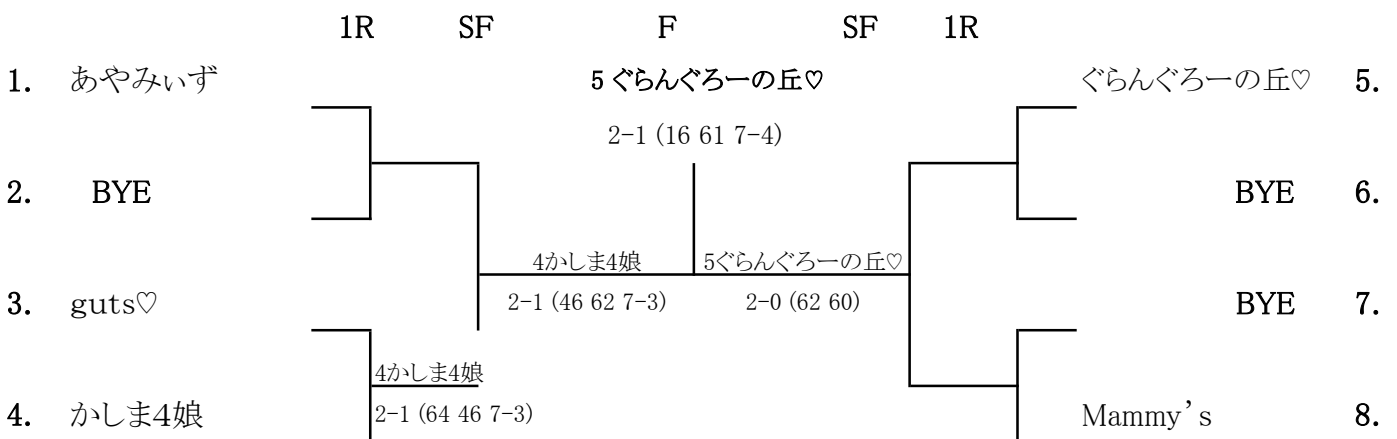 1R SF F SF 1R
1. あやみぃず 5 ぐらんぐろーの丘♡ ぐらんぐろーの丘♡ 5.
2-1 (16 61 7-4)
2. BYE BYE 6.
4かしま4娘 5ぐらんぐろーの丘♡
3. guts♡ 2-1 (46 62 7-3) 2-0 (62 60) BYE 7.
4かしま4娘
4. かしま4娘 2-1 (64 46 7-3) Mammy's 8.